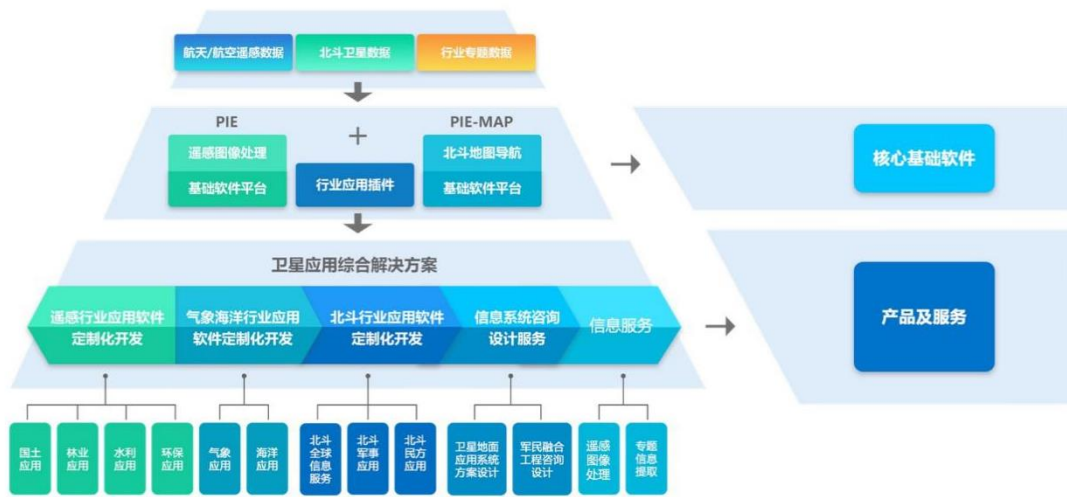 航天/航空遥感数据
北斗卫星数据
行业专题数据
PIE
+
PIE-MAP
遥感图像处理
基础软件平台
行业应用插件
北斗地图导航
基础软件平台
核心基础软件
卫星应用综合解决方案
遥感行业应用软件
定制化开发
气象海洋行业应用
软件定制化开发
北斗行业应用软件
定制化开发
信息系统咨询
设计服务
信息服务
产品及服务
国土
应用
林业
应用
水利
应用
环保
应用
气象
应用
海洋
应用
北斗
全球
信息
服务
北斗
军事
应用
北斗
民方
应用
卫星地面
应用系统
方案设计
军民融合
工程咨询
设计
遥感
图像
处理
专题
信息
提取